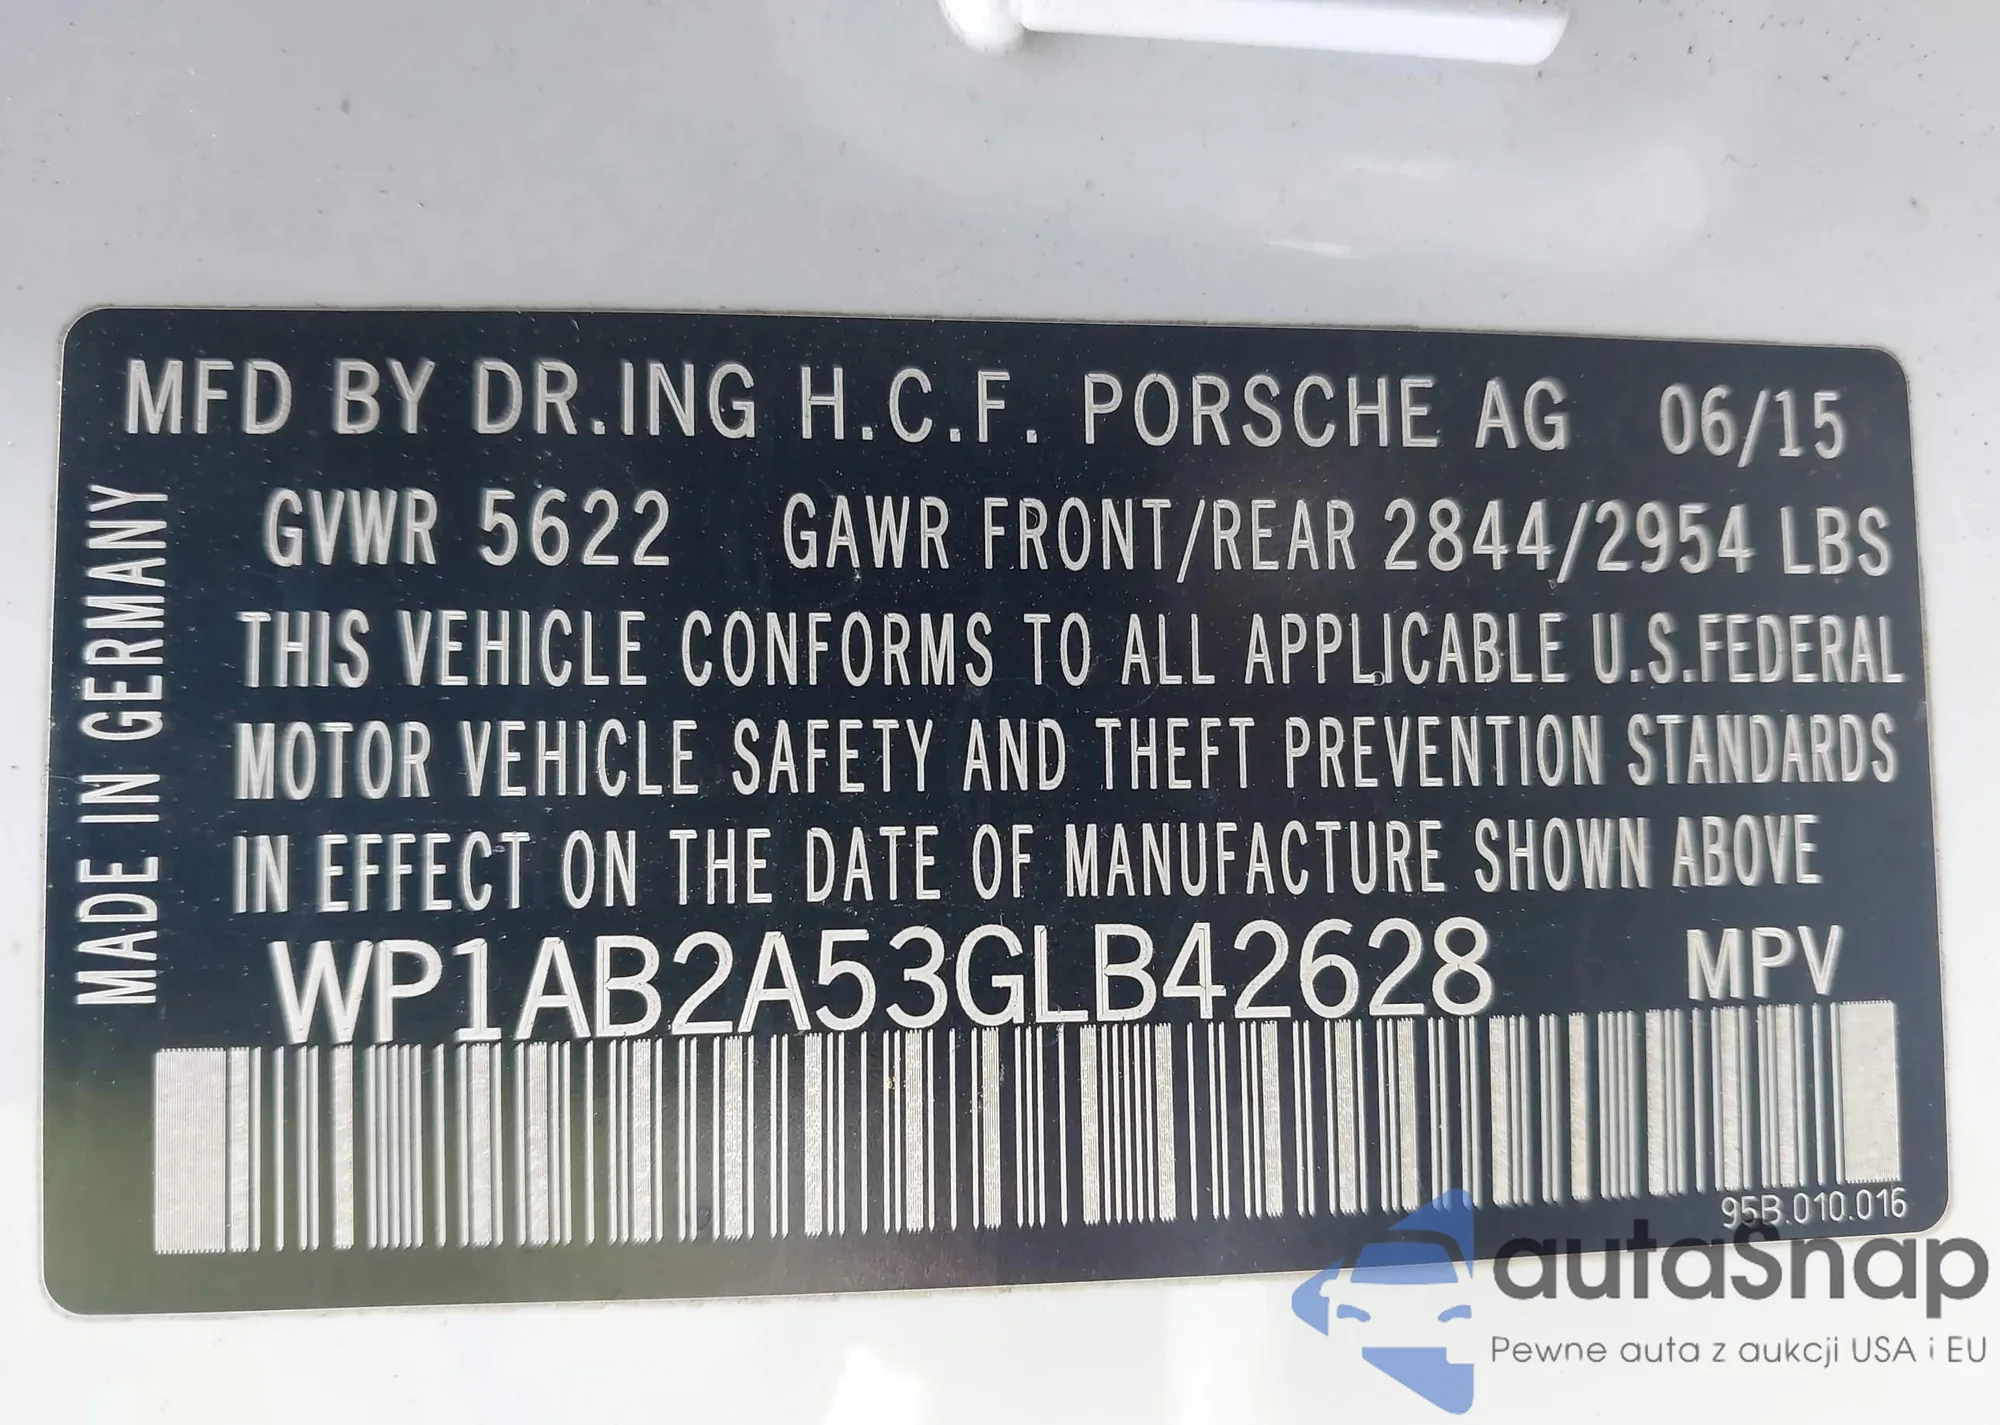 MFD BY DR.ING H.C.F. PORSCHE AG 06/15
GVWR 5622 GAWR FRONT/REAR 2844/2954 LBS
THIS VEHICLE CONFORMS TO ALL APPLICABLE U.S.FEDERAL
MOTOR VEHICLE SAFETY AND THEFT PREVENTION STANDARDS
IN EFFECT ON THE DATE OF MANUFACTURE SHOWN ABOVE
WP1AB2A53GLB42628 MPV
MADE IN GERMANY
95B.010.016
autaSnap
Pewne auta z aukcji USA i EU